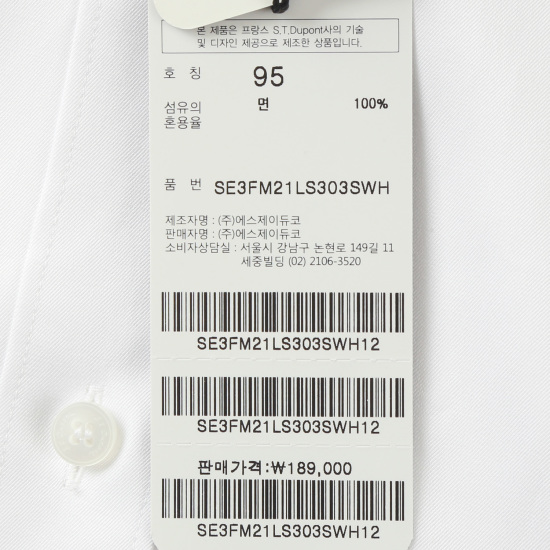 본 제품은 프랑스 S.T.Dupont사의 기술
및 디자인 제공으로 제조한 상품입니다.
호 칭 95
섬유의 면 100%
혼용율
품 번 SE3FM21LS303SWH
제조자명 : (주)에스제이듀코
판매자명 : (주)에스제이듀코
소비자상담실 : 서울시 강남구 논현로 149길 11
세중빌딩 (02) 2106-3520
SE3FM21LS303SWH12
SE3FM21LS303SWH12
판매가격:₩189,000
SE3FM21LS303SWH12